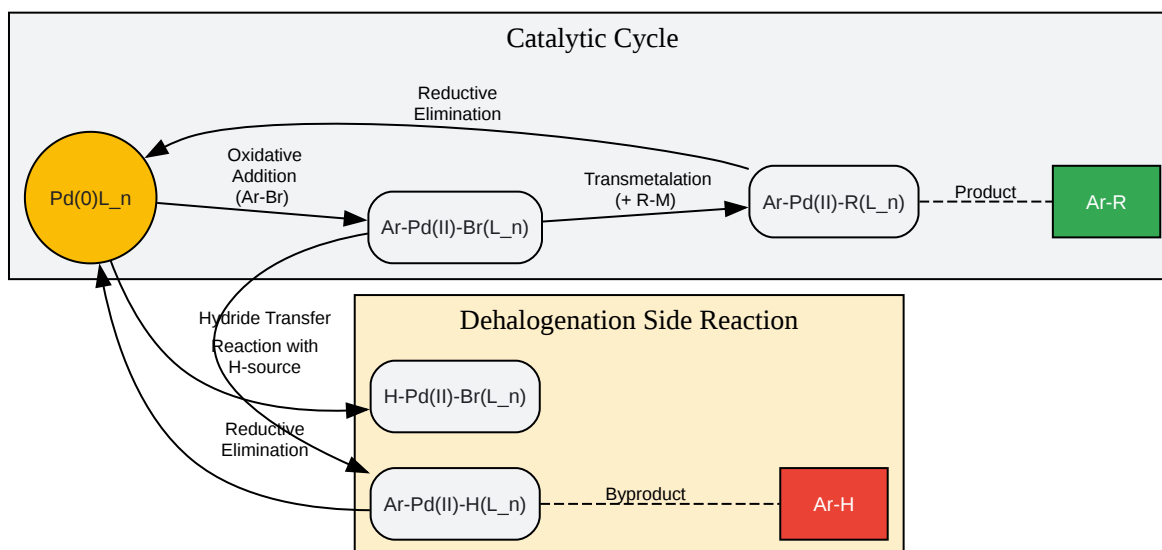 Catalytic Cycle
Reductive
Elimination
Oxidative
Addition
(Ar-Br)
Transmetalation
(+ R-M)
Pd(0)L_n
Ar-Pd(II)-Br(L_n)
Ar-Pd(II)-R(L_n)
Product
Ar-R
Dehalogenation Side Reaction
Hydride Transfer
Reaction with
H-source
H-Pd(II)-Br(L_n)
Reductive
Elimination
Ar-Pd(II)-H(L_n)
Byproduct
Ar-H